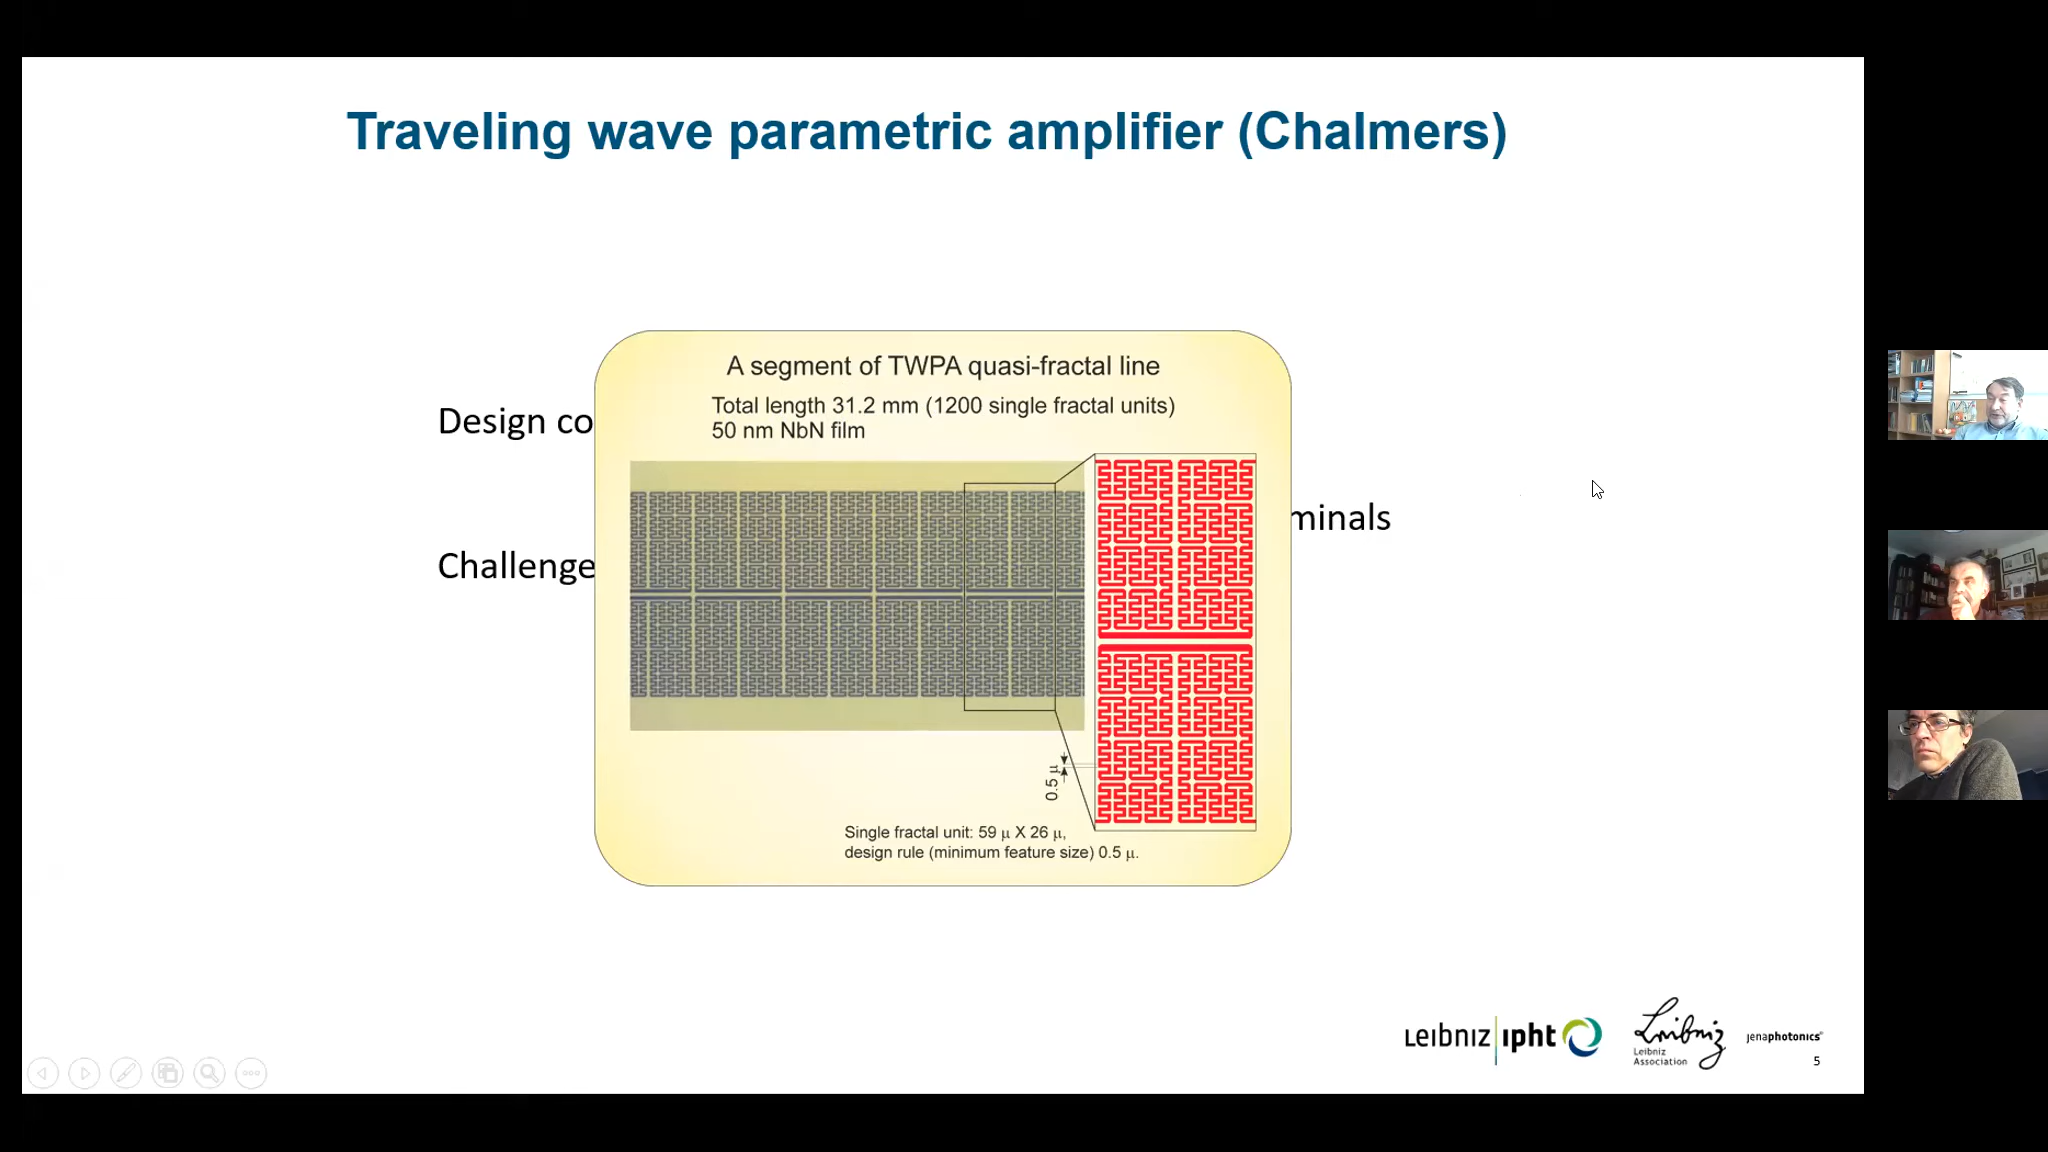 Traveling wave parametric amplifier (Chalmers)
A segment of TWPA quasi-fractal line
Total length 31.2 mm (1200 single fractal units)
50 nm NbN film
Design co
minals
Challenge
0.5 μ
Single fractal unit: 59 μ X 26 μ,
design rule (minimum feature size) 0.5 μ.
Leibniz ipht
Leibniz
Leibniz
Association
jenaphotonics
5